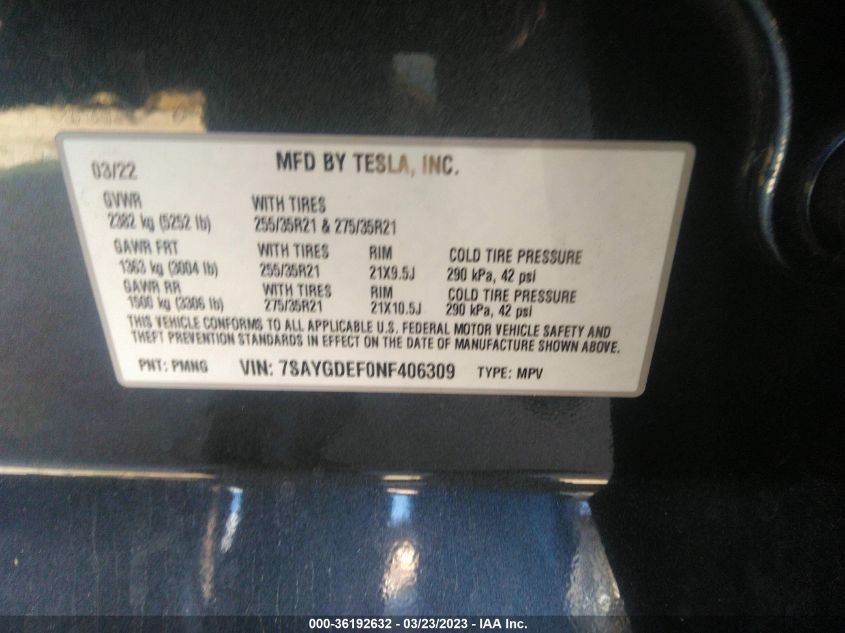 03/22 MFD BY TESLA, INC.
GVWR WITH TIRES
2382 kg (5252 lb) 255/35R21 & 275/35R21
GAWR FRT WITH TIRES RIM COLD TIRE PRESSURE
1363 kg (3004 lb) 255/35R21 21X9.5J 290 kPa, 42 psi
GAWR RR WITH TIRES RIM COLD TIRE PRESSURE
1500 kg (3306 lb) 275/35R21 21X10.5J 290 kPa, 42 psi
THIS VEHICLE CONFORMS TO ALL APPLICABLE U.S. FEDERAL MOTOR VEHICLE SAFETY AND
THEFT PREVENTION STANDARDS IN EFFECT ON THE DATE OF MANUFACTURE SHOWN ABOVE.
PNT: PMNG VIN: 7SAYGDEF0NF406309 TYPE: MPV
000-36192632 - 03/23/2023 - IAA Inc.